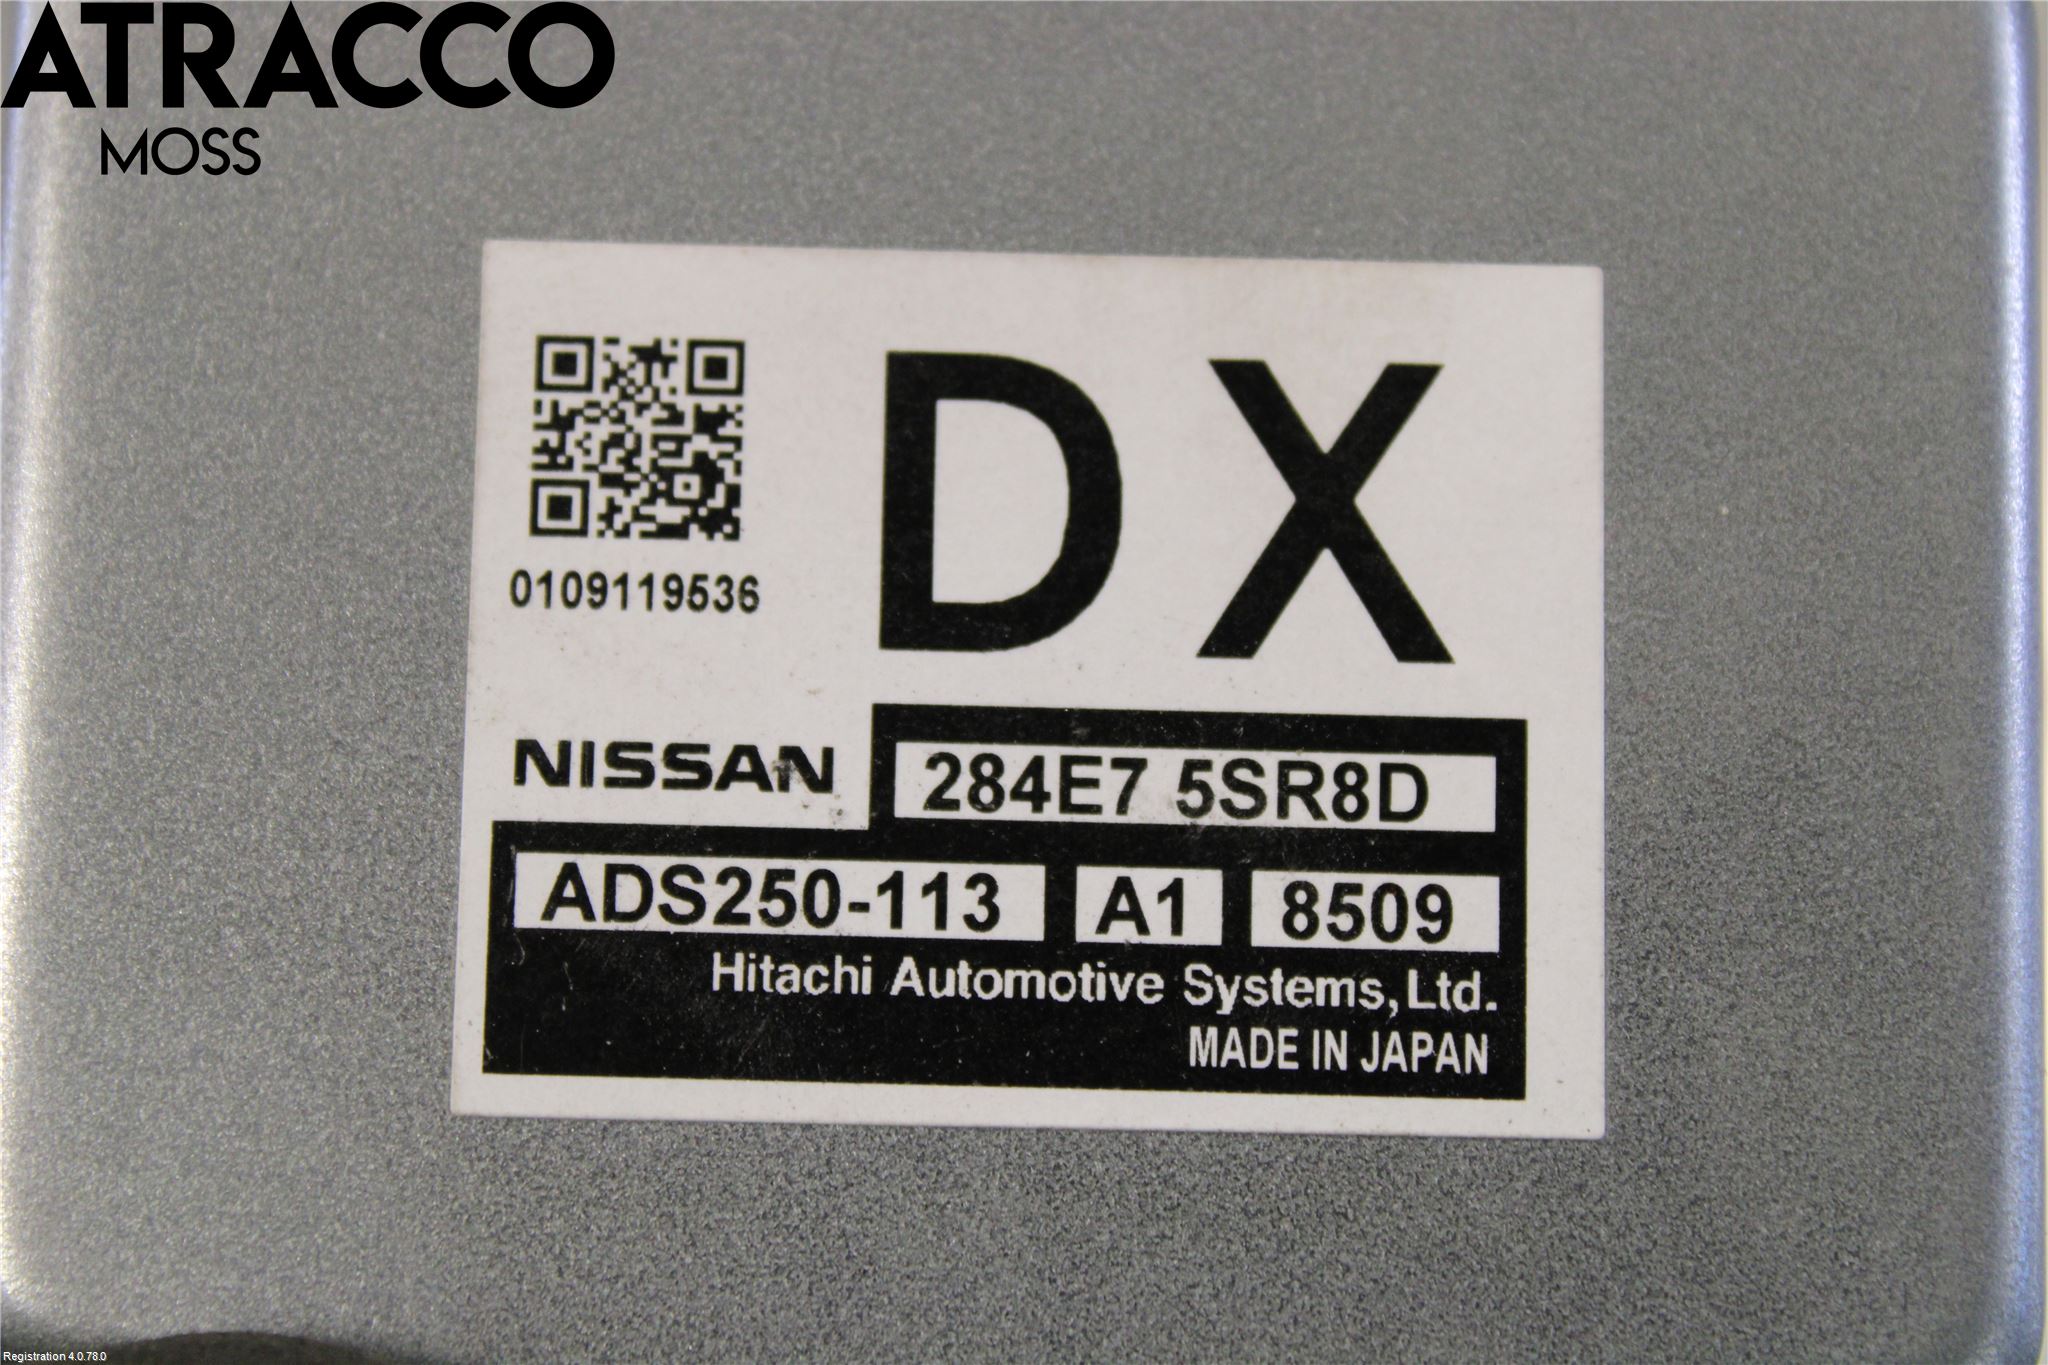 ATRACCO
MOSS
DX
0109119536
NISSAN
284E7 5SR8D
ADS250-113 A1 8509
Hitachi Automotive Systems, Ltd.
MADE IN JAPAN
Registration 4.0.78.0